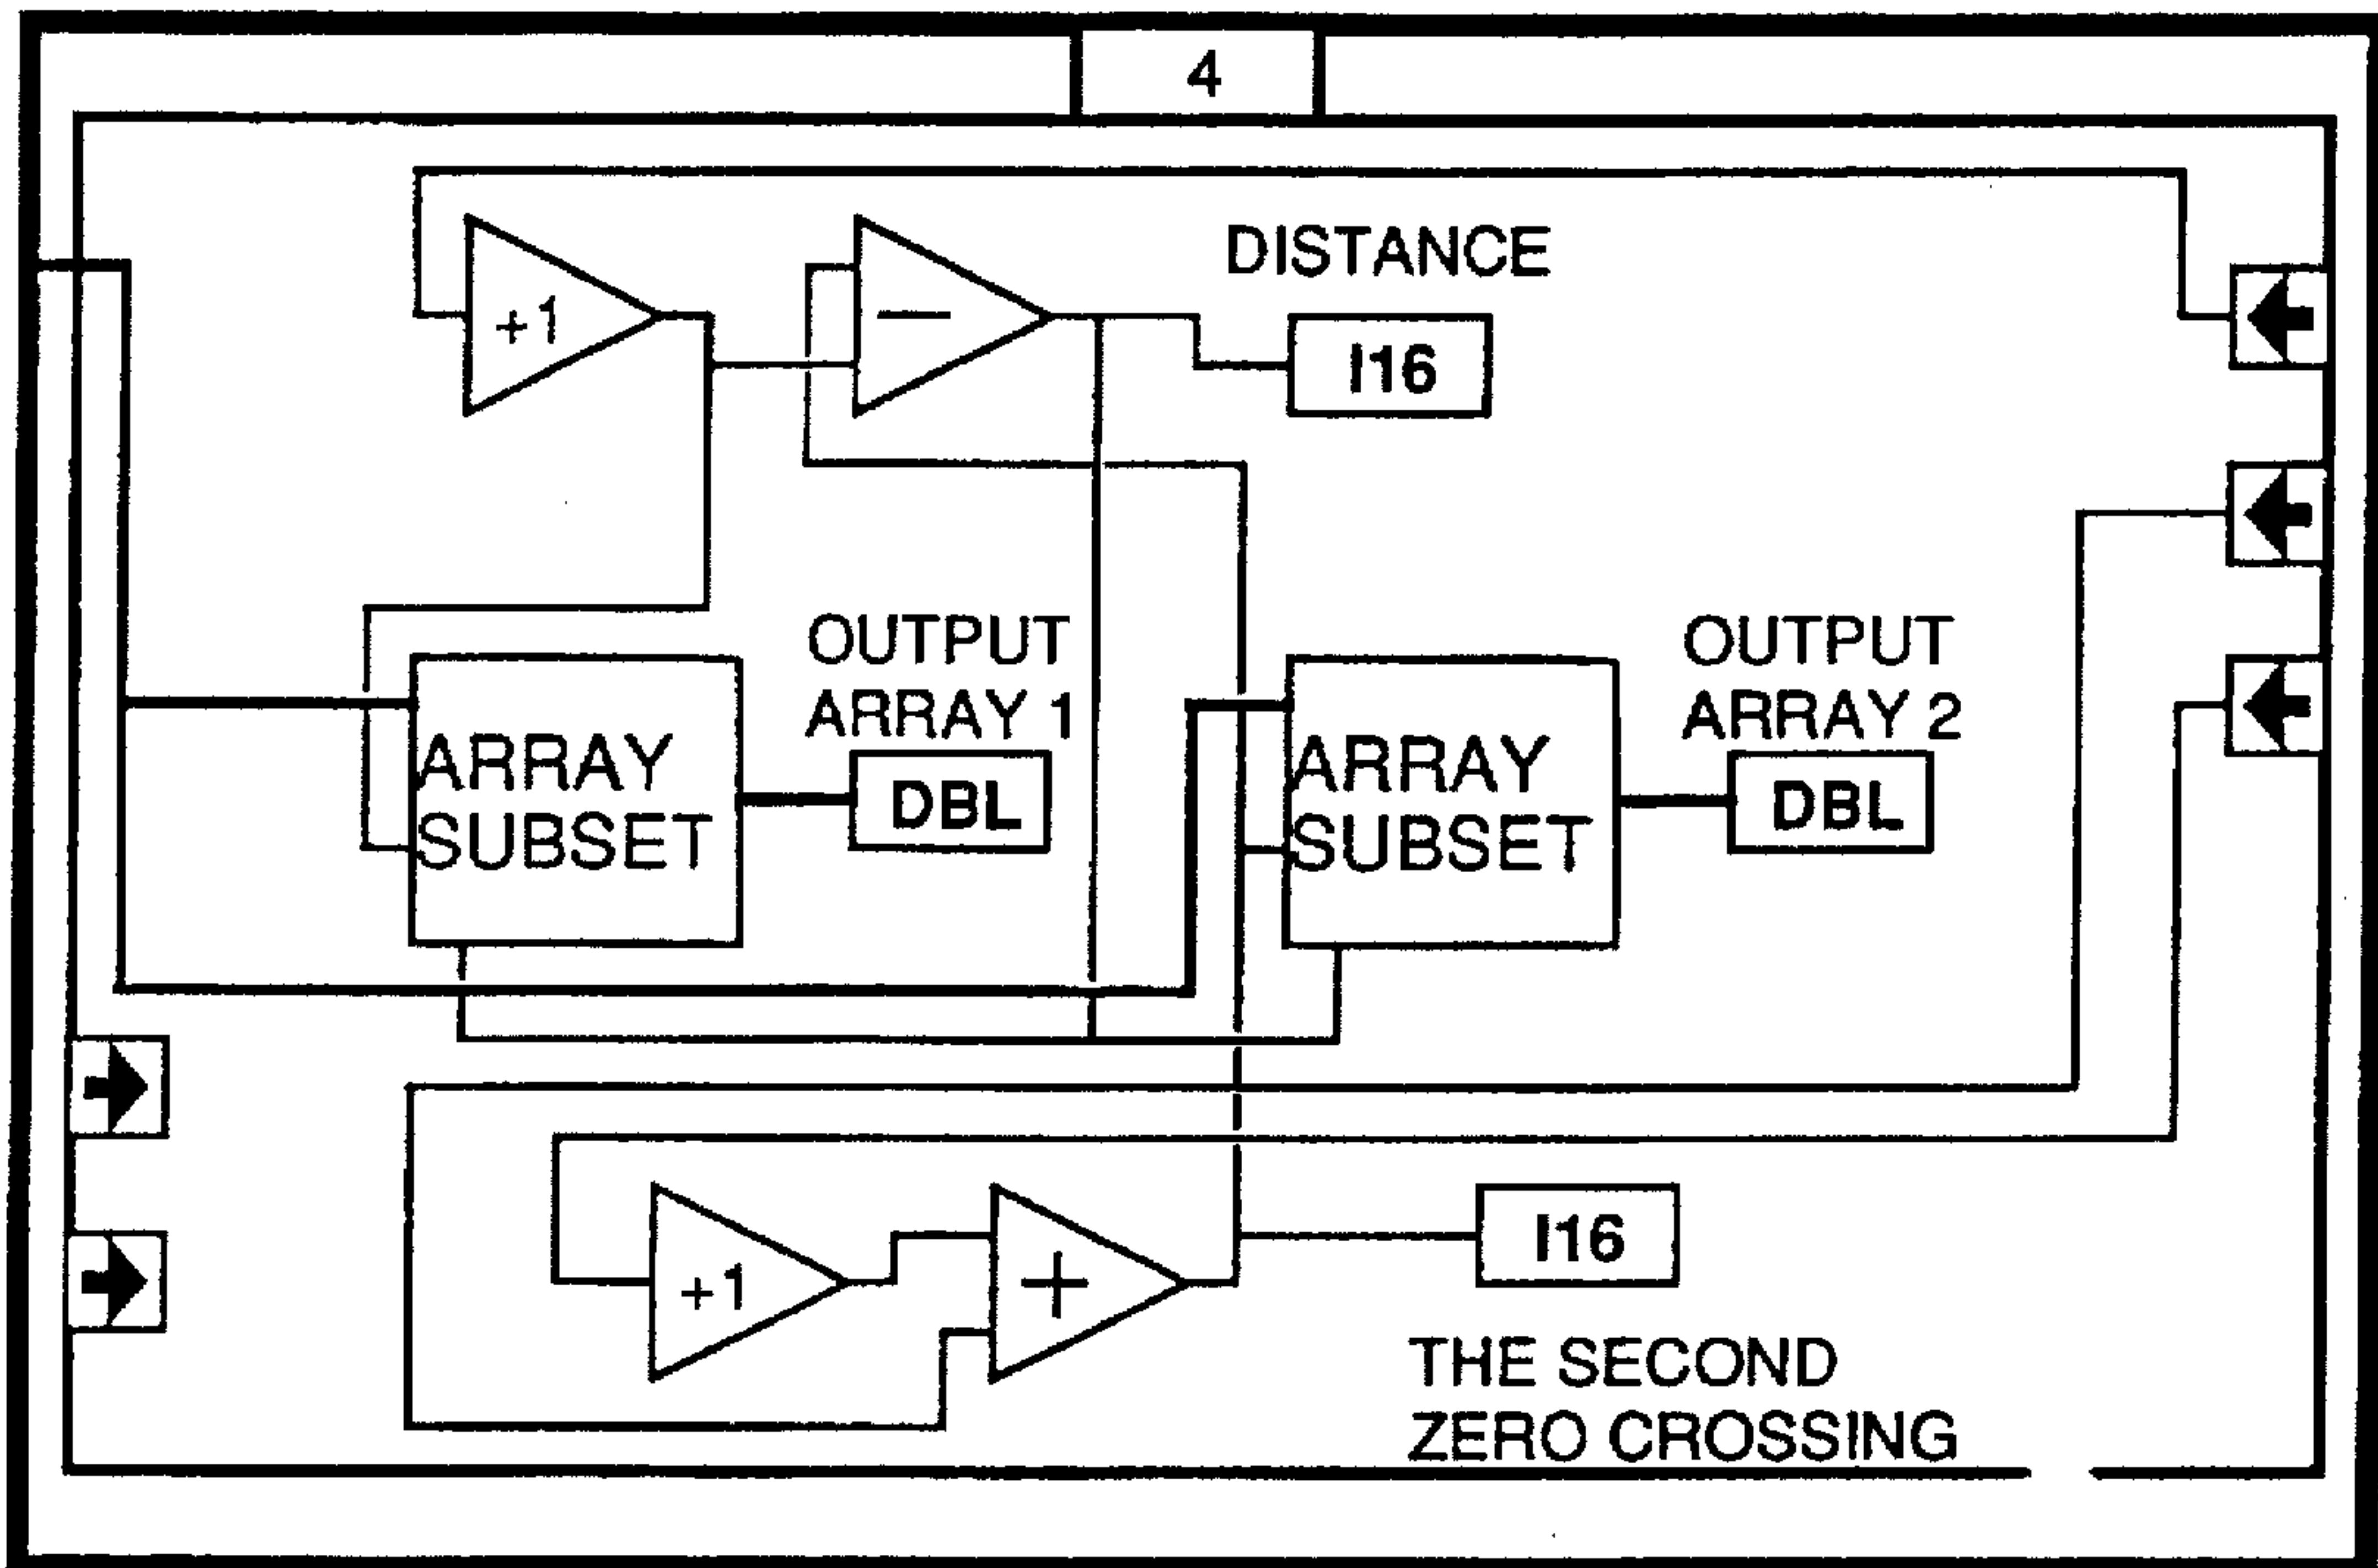 4
DISTANCE
+1
—
I16
OUTPUT
ARRAY 1
OUTPUT
ARRAY 2
ARRAY
SUBSET
DBL
ARRAY
SUBSET
DBL
+1
+
I16
THE SECOND
ZERO CROSSING